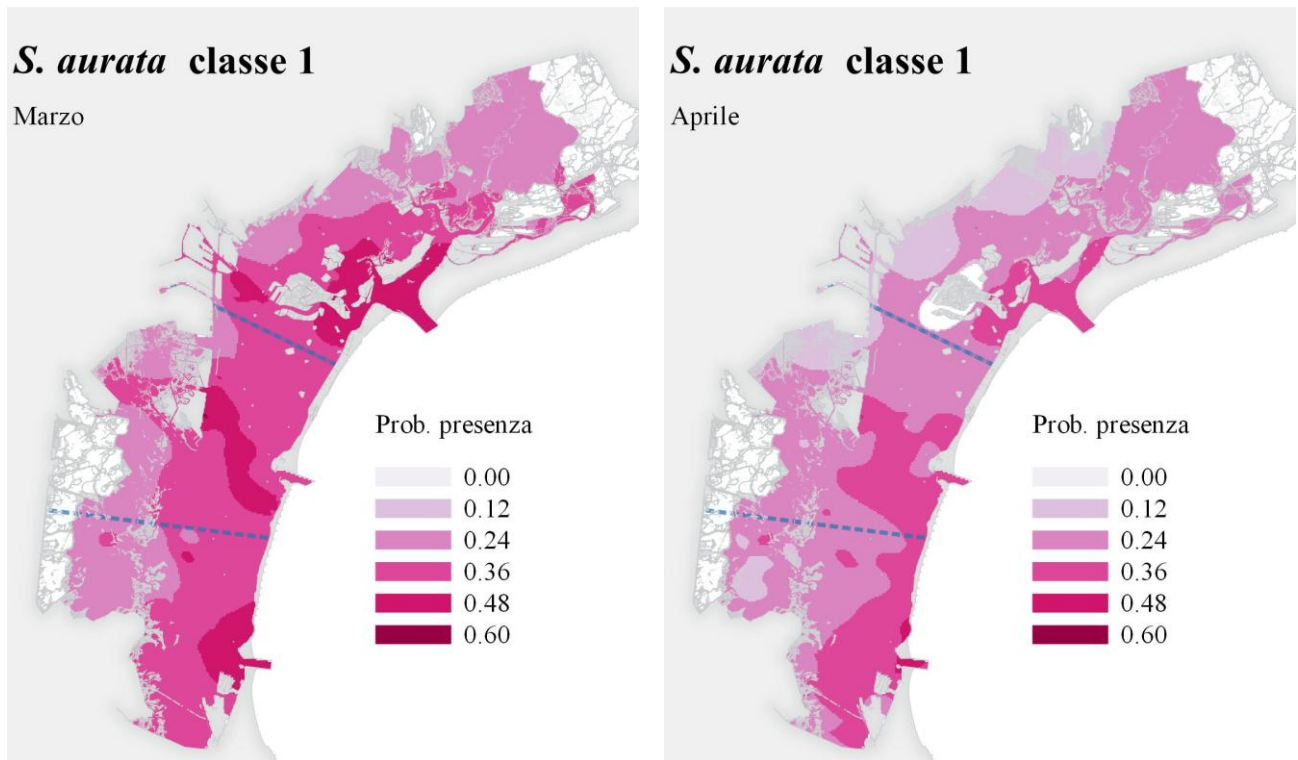 S. aurata classe 1
Marzo
Prob. presenza
0.00
0.12
0.24
0.36
0.48
0.60
S. aurata classe 1
Aprile
Prob. presenza
0.00
0.12
0.24
0.36
0.48
0.60